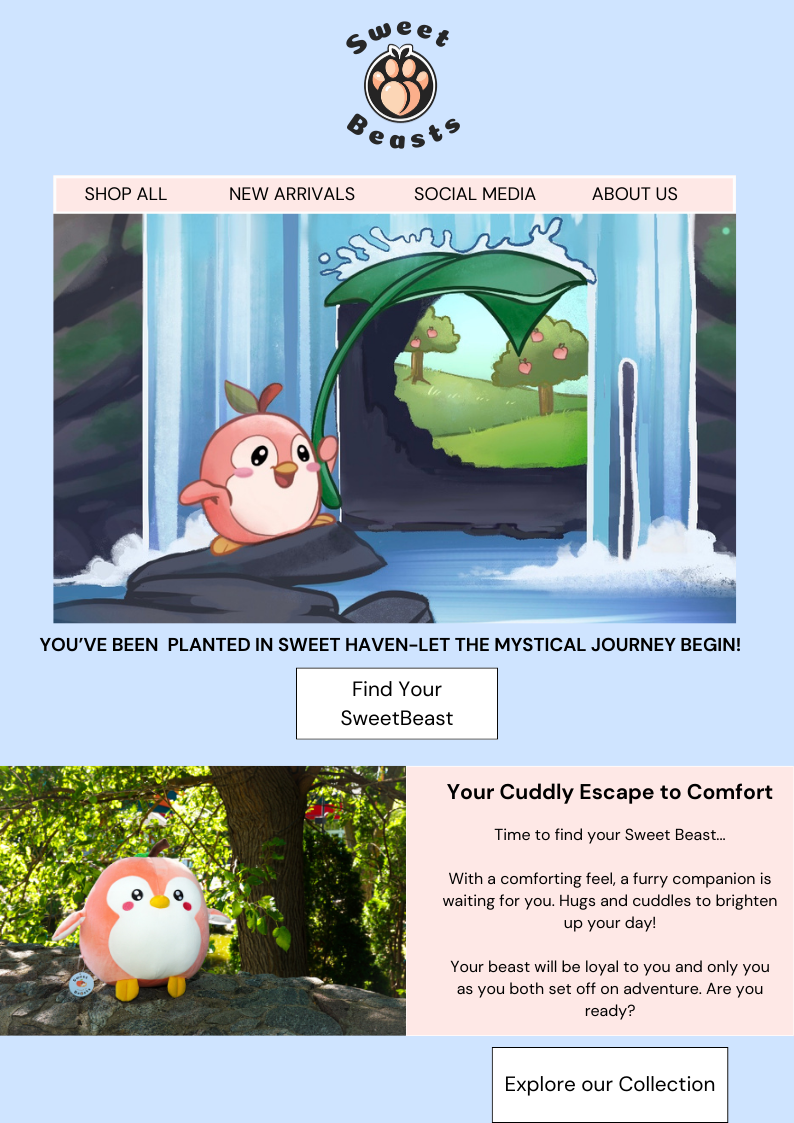 Sweet
Beasts
SHOP ALL NEW ARRIVALS SOCIAL MEDIA ABOUT US
YOU'VE BEEN  PLANTED IN SWEET HAVEN-LET THE MYSTICAL JOURNEY BEGIN!
Find Your
SweetBeast
Your Cuddly Escape to Comfort
Time to find your Sweet Beast...
With a comforting feel, a furry companion is
waiting for you. Hugs and cuddles to brighten
up your day!
Your beast will be loyal to you and only you
as you both set off on adventure. Are you
ready?
Sweet
Beasts
Explore our Collection